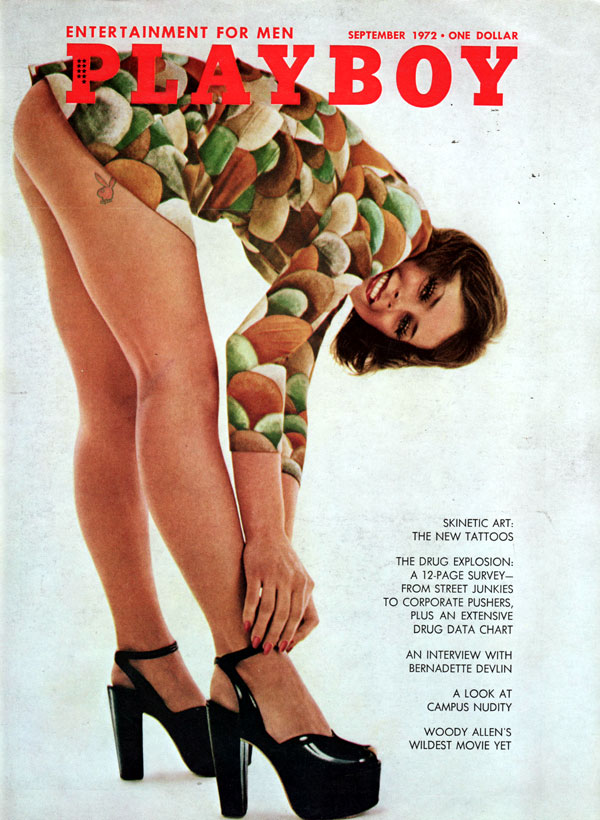 ENTERTAINMENT FOR MEN
SEPTEMBER 1972 • ONE DOLLAR
PLAYBOY
SKINETIC ART:
THE NEW TATTOOS
THE DRUG EXPLOSION:
A 12-PAGE SURVEY—
FROM STREET JUNKIES
TO CORPORATE PUSHERS,
PLUS AN EXTENSIVE
DRUG DATA CHART
AN INTERVIEW WITH
BERNADETTE DEVLIN
A LOOK AT
CAMPUS NUDITY
WOODY ALLEN'S
WILDEST MOVIE YET